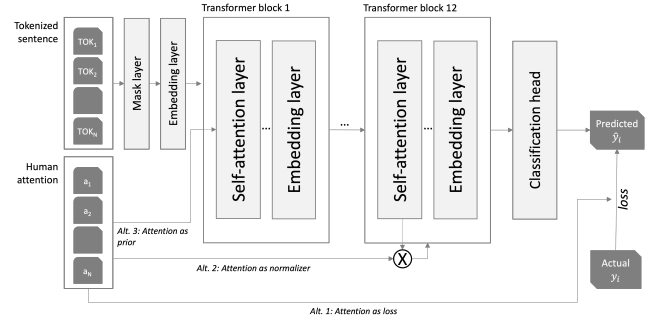 Transformer block 1
Transformer block 12
Tokenized
sentence
TOK1
TOK2
TOKN
Mask layer
Embedding layer
Self-attention layer
...
Embedding layer
...
Self-attention layer
...
Embedding layer
Classification head
Predicted
ŷi
Human
attention
a1
a2
aN
Alt. 3: Attention as
prior
Alt. 2: Attention as normalizer
X
loss
Actual
yi
Alt. 1: Attention as loss